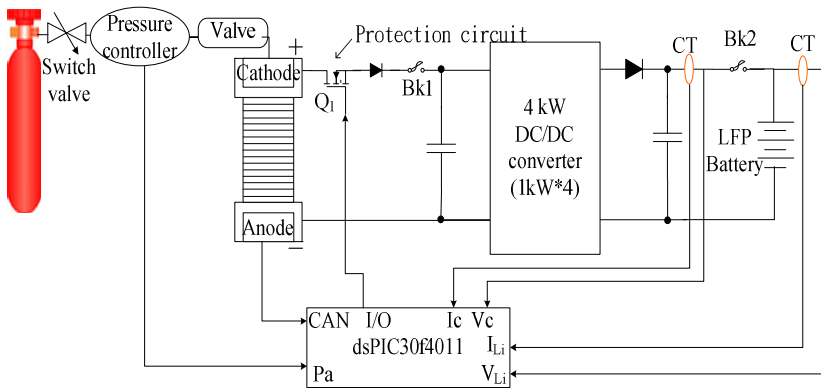 Pressure
controller
Valve
Switch
valve
+
Protection circuit
Cathode
Q1
Bk1
4 kW
DC/DC
converter
(1kW*4)
CT
Bk2
CT
LFP
Battery
Anode
−
CAN I/O Ic Vc
dsPIC30f4011
ILi
VLi
Pa